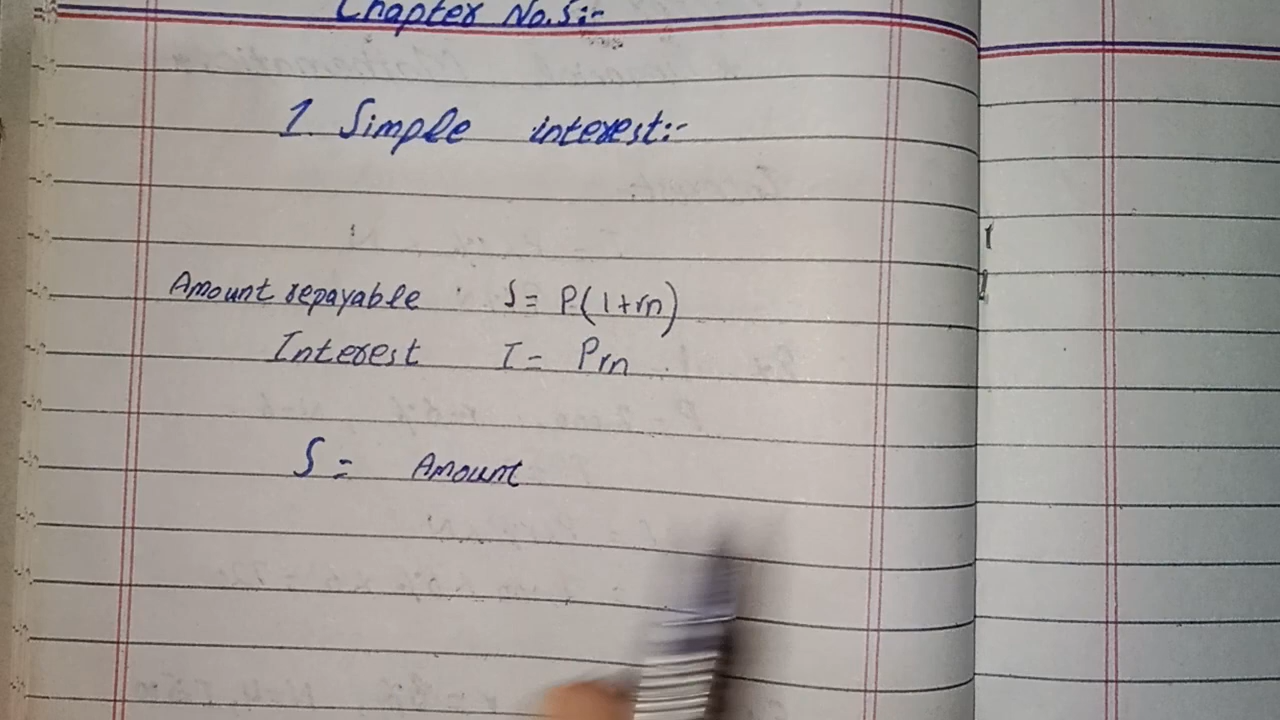 Chapter No.5:-
1. Simple interest:-
Amount repayable S = P(1+rn)
Interest I = Prn
S = Amount